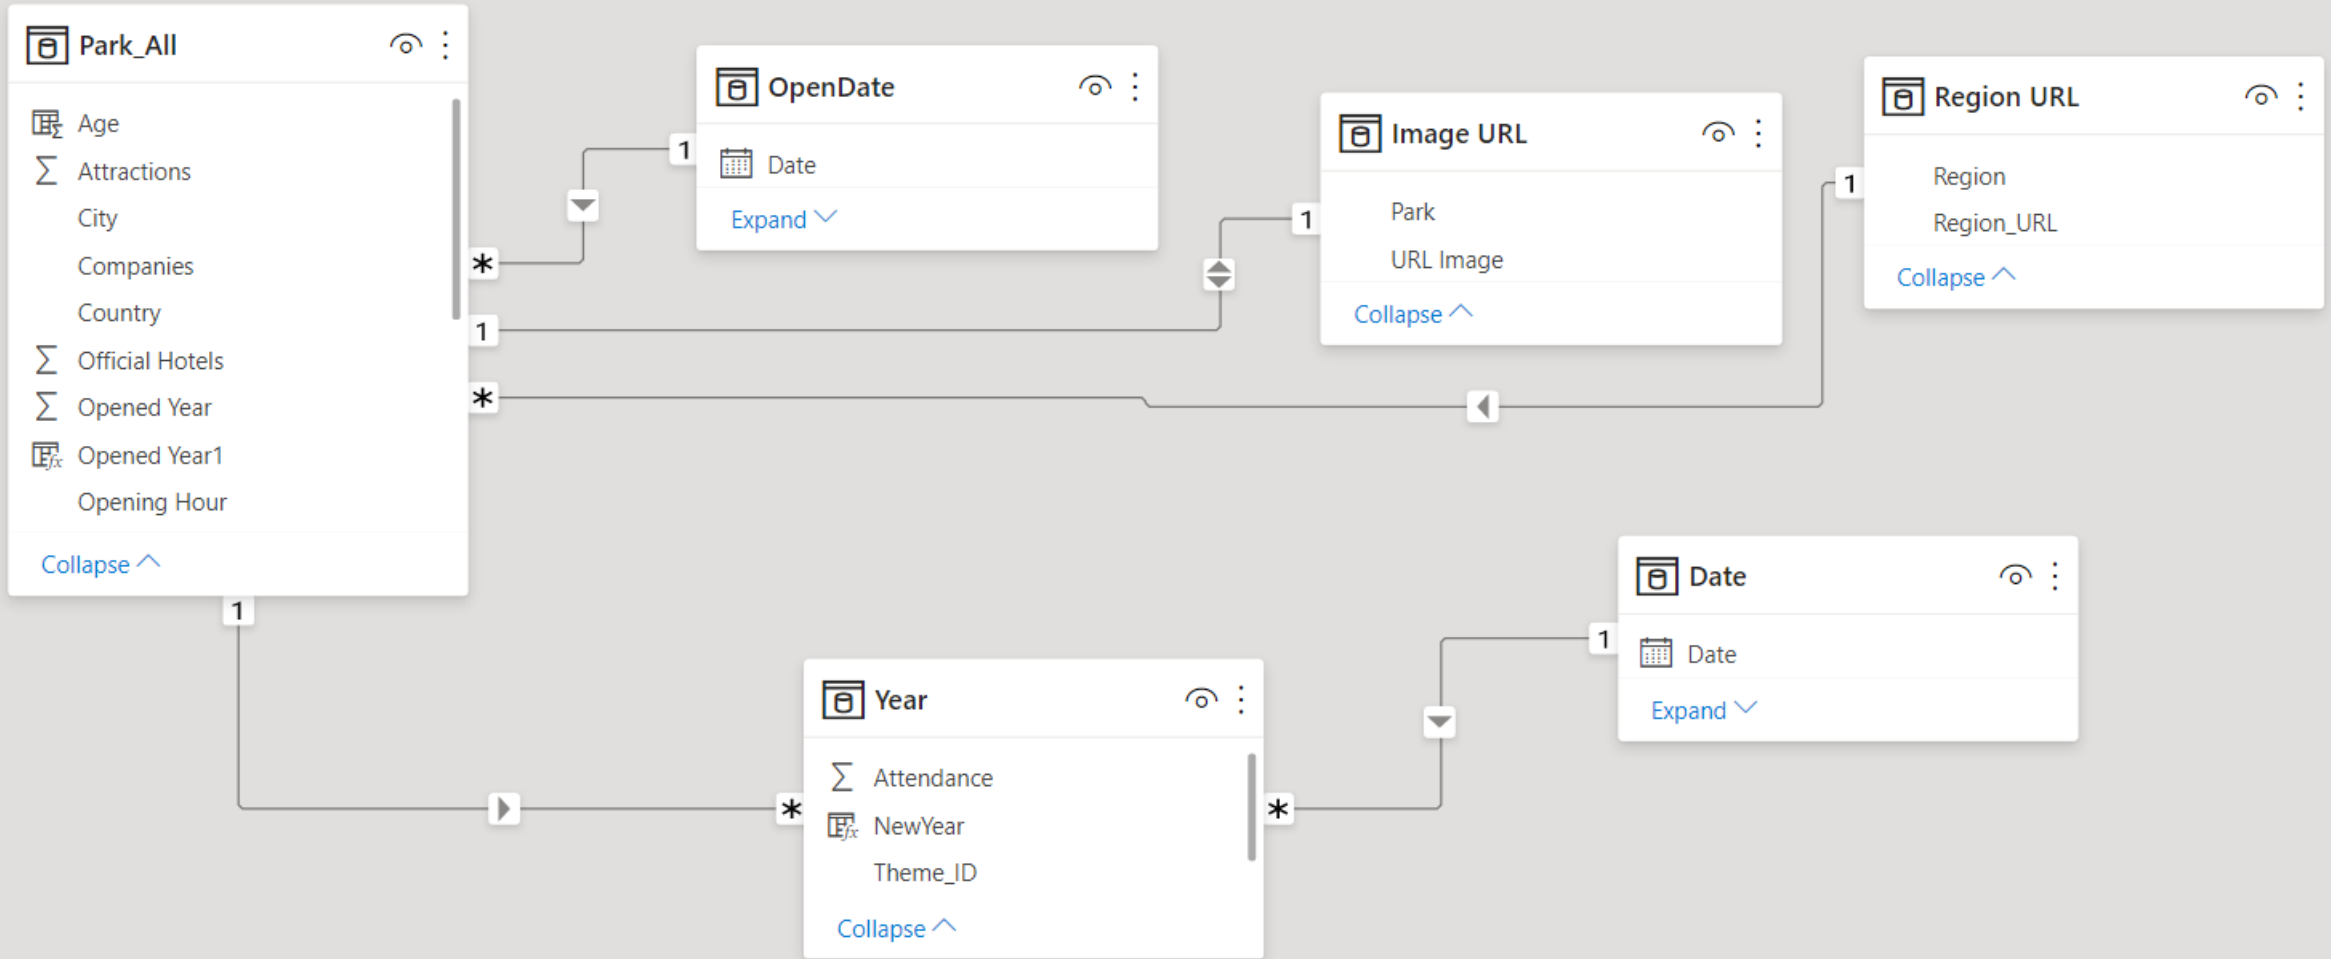 Park_All
Age
Attractions
City
Companies
Country
Official Hotels
Opened Year
Opened Year1
Opening Hour
Collapse
OpenDate
Date
Expand
Image URL
Park
URL Image
Collapse
Region URL
Region
Region_URL
Collapse
1
*
1
1
*
1
1
*
Year
Attendance
NewYear
Theme_ID
Collapse
*
1
Date
Date
Expand